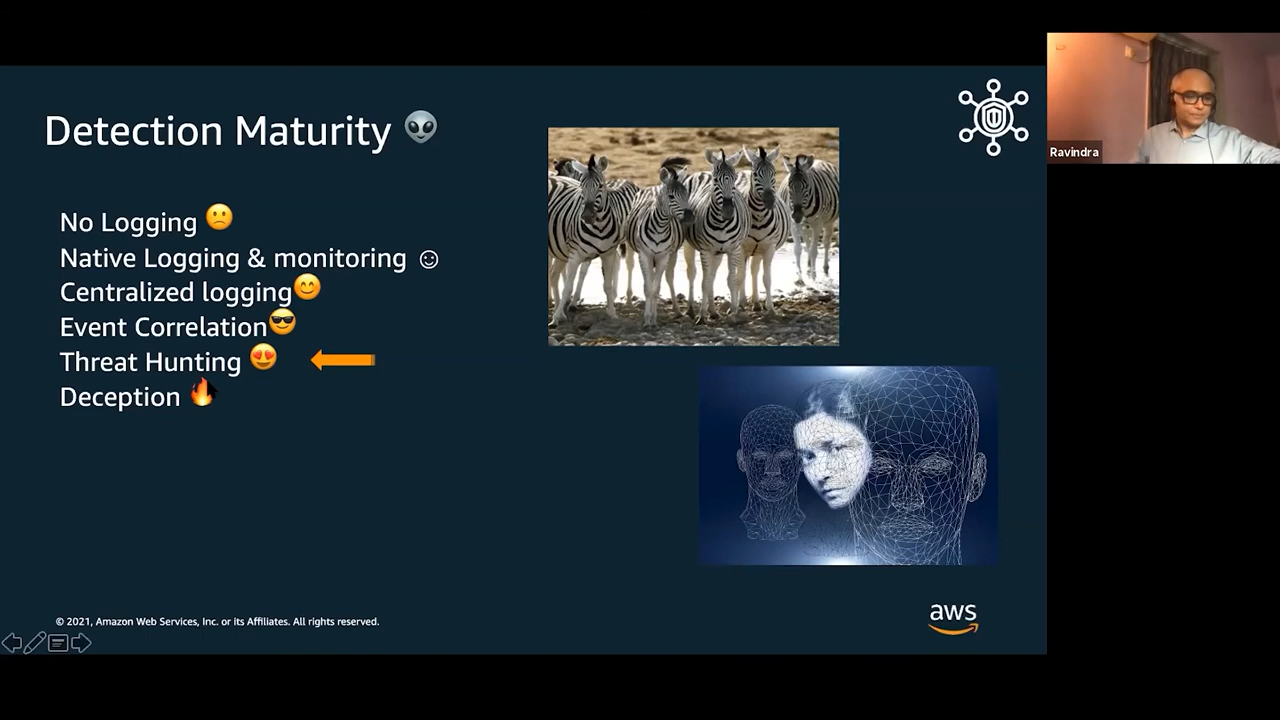 Detection Maturity 👽
No Logging 🙁
Native Logging & monitoring ☺
Centralized logging😊
Event Correlation😎
Threat Hunting 😍
Deception 🔥
© 2021, Amazon Web Services, Inc. or its Affiliates. All rights reserved.
aws
Ravindra